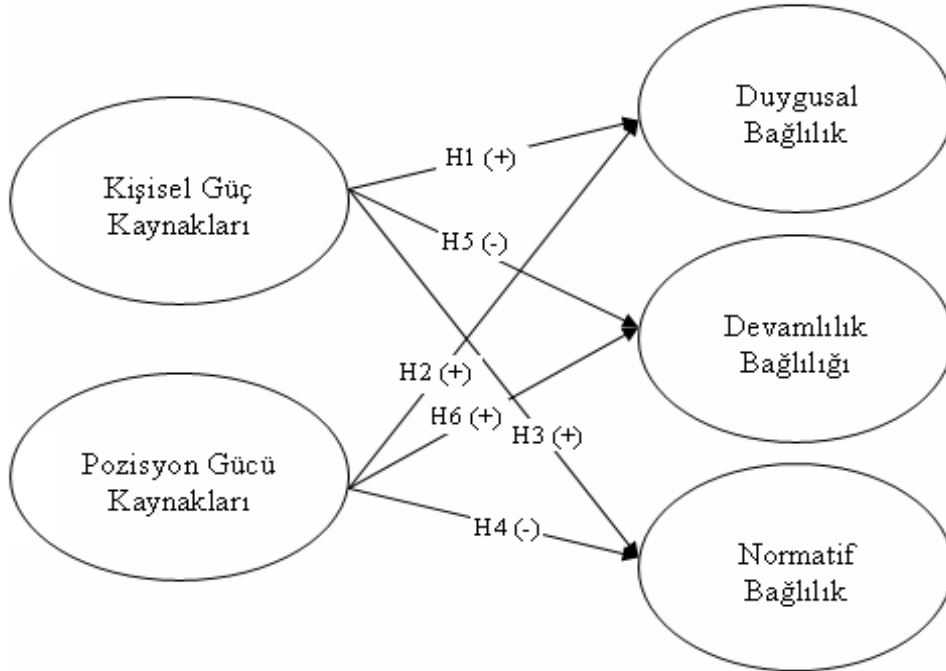 Duygusal
Bağlılık
Kişisel Güç
Kaynakları
H1 (+)
H5 (-)
Devamlılık
Bağlılığı
H2 (+)
H6 (+)
H3 (+)
Pozisyon Gücü
Kaynakları
H4 (-)
Normatif
Bağlılık